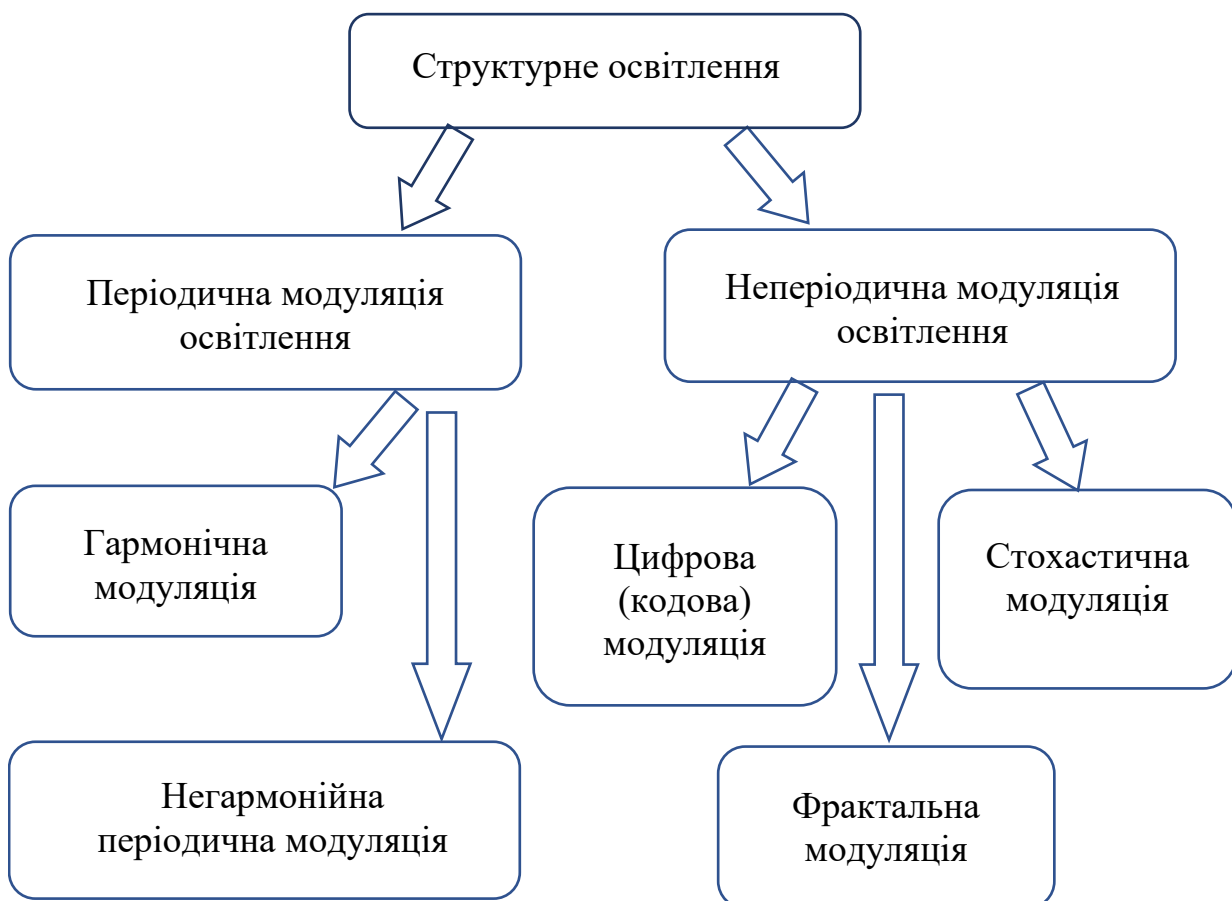 Структурне освітлення
Періодична модуляція
освітлення
Неперіодична модуляція
освітлення
Гармонічна
модуляція
Цифрова
(кодова)
модуляція
Стохастична
модуляція
Негармонійна
періодична модуляція
Фрактальна
модуляція